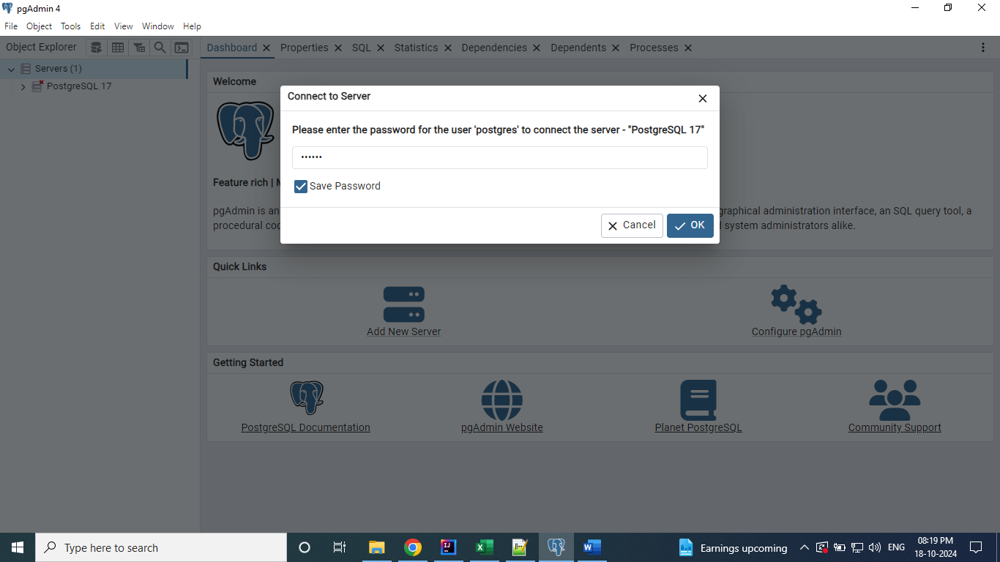 pgAdmin 4
File Object Tools Edit View Window Help
Object Explorer
Dashboard Properties SQL Statistics Dependencies Dependents Processes
Servers (1)
PostgreSQL 17
Welcome
Connect to Server
Please enter the password for the user 'postgres' to connect the server - "PostgreSQL 17"
••••••
Save Password
Cancel OK
Feature rich |
pgAdmin is an graphical administration interface, an SQL query tool, a
procedural system administrators alike.
Quick Links
Add New Server
Configure pgAdmin
Getting Started
PostgreSQL Documentation
pgAdmin Website
Planet PostgreSQL
Community Support
Type here to search
Earnings upcoming
ENG
08:19 PM
18-10-2024